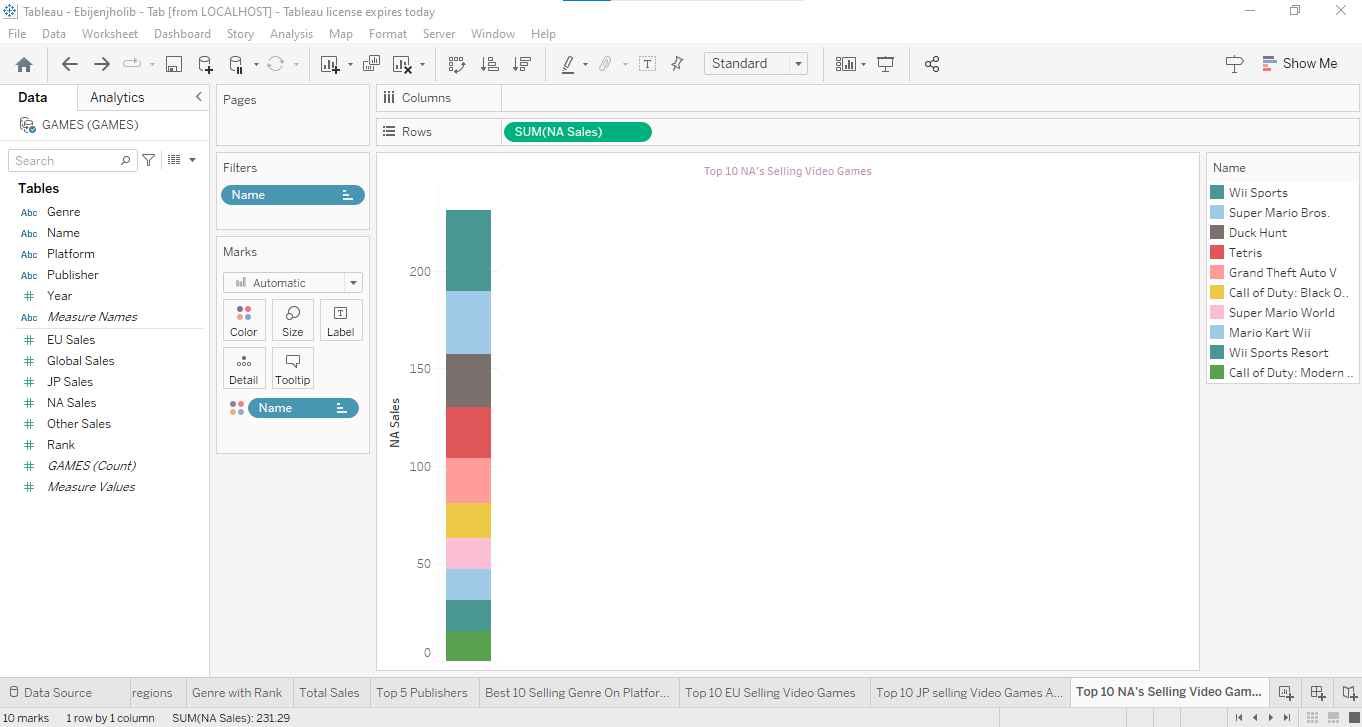 Tableau - Ebijenjholib - Tab [from LOCALHOST] - Tableau license expires today
File Data Worksheet Dashboard Story Analysis Map Format Server Window Help
Standard
Show Me
Data Analytics
GAMES (GAMES)
Search
Tables
Abc Genre
Abc Name
Abc Platform
Abc Publisher
# Year
Abc Measure Names
# EU Sales
# Global Sales
# JP Sales
# NA Sales
# Other Sales
# Rank
# GAMES (Count)
# Measure Values
Pages
Filters
Name
Marks
Automatic
Color Size Label
Detail Tooltip
Name
Columns
Rows SUM(NA Sales)
Top 10 NA's Selling Video Games
NA Sales
200
150
100
50
0
Name
Wii Sports
Super Mario Bros.
Duck Hunt
Tetris
Grand Theft Auto V
Call of Duty: Black O..
Super Mario World
Mario Kart Wii
Wii Sports Resort
Call of Duty: Modern ..
Data Source regions Genre with Rank Total Sales Top 5 Publishers Best 10 Selling Genre On Platfor... Top 10 EU Selling Video Games Top 10 JP selling Video Games A... Top 10 NA's Selling Video Gam...
10 marks 1 row by 1 column SUM(NA Sales): 231.29